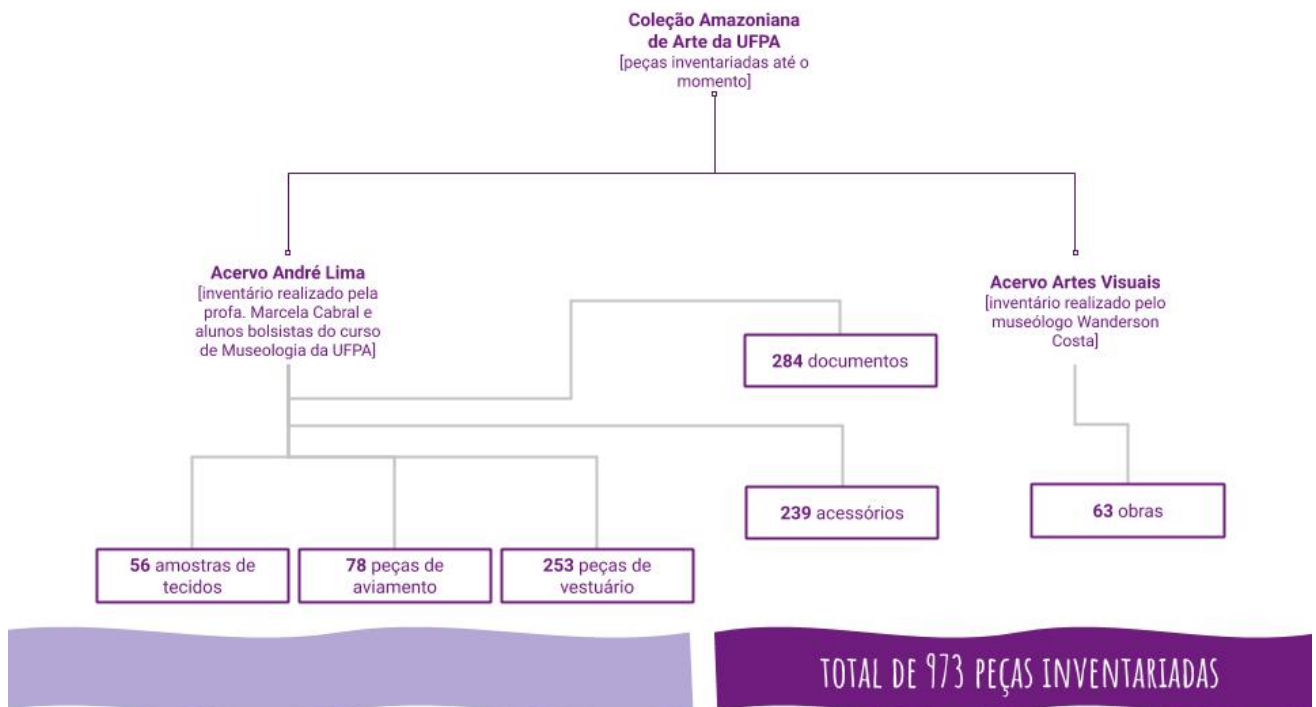 Coleção Amazoniana
de Arte da UFPA
[peças inventariadas até o
momento]
Acervo André Lima
[inventário realizado pela
profa. Marcela Cabral e
alunos bolsistas do curso
de Museologia da UFPA]
Acervo Artes Visuais
[inventário realizado pelo
museólogo Wanderson
Costa]
284 documentos
239 acessórios
63 obras
56 amostras de
tecidos
78 peças de
aviamento
253 peças de
vestuário
TOTAL DE 973 PEÇAS INVENTARIADAS